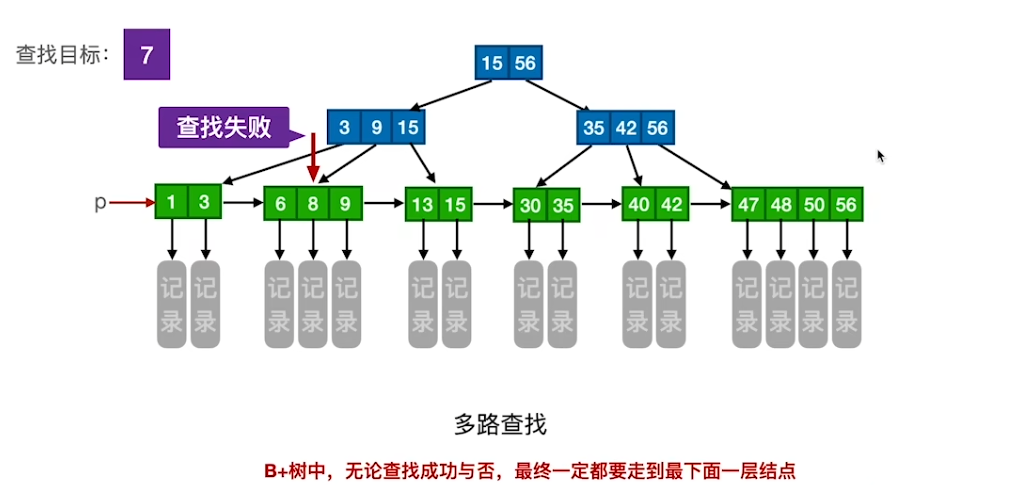 查找目标： 7
15 56
查找失败
3 9 15
35 42 56
p
1 3
6 8 9
13 15
30 35
40 42
47 48 50 56
记录 记录 记录 记录 记录 记录 记录 记录 记录 记录 记录 记录 记录 记录 记录
多路查找
B+树中，无论查找成功与否，最终一定都要走到最下面一层结点